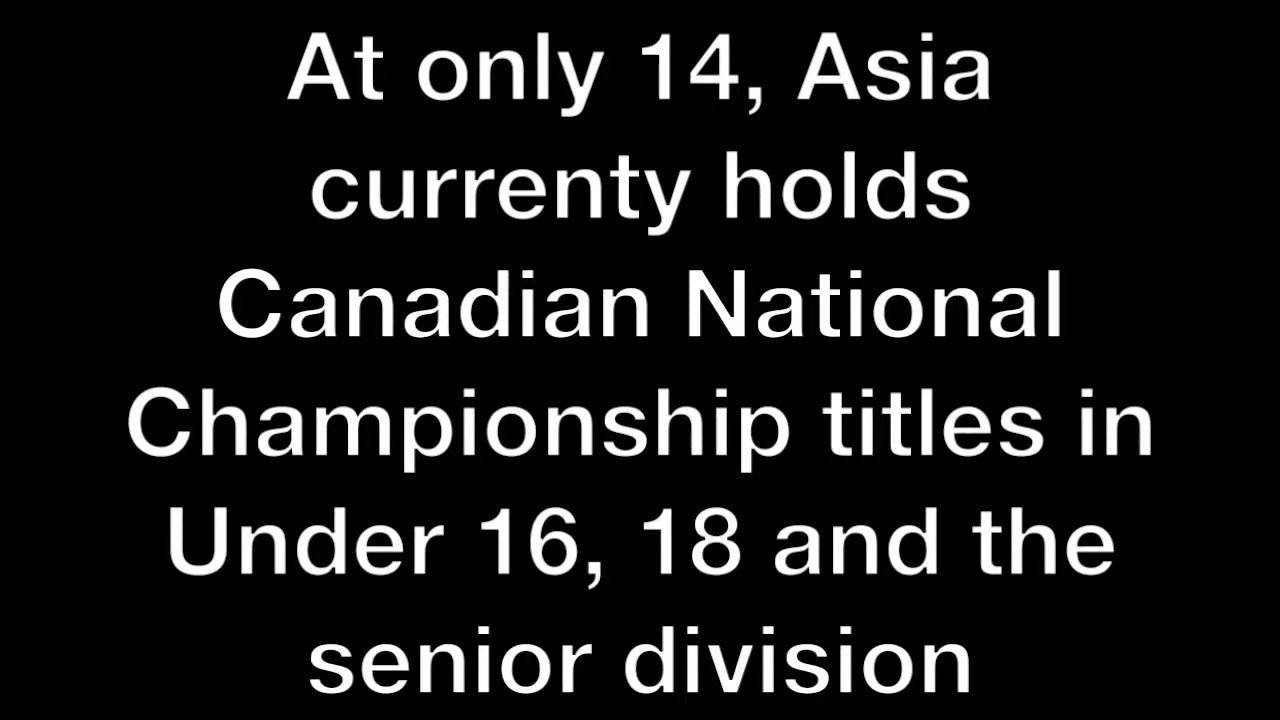 At only 14, Asia
currenty holds
Canadian National
Championship titles in
Under 16, 18 and the
senior division